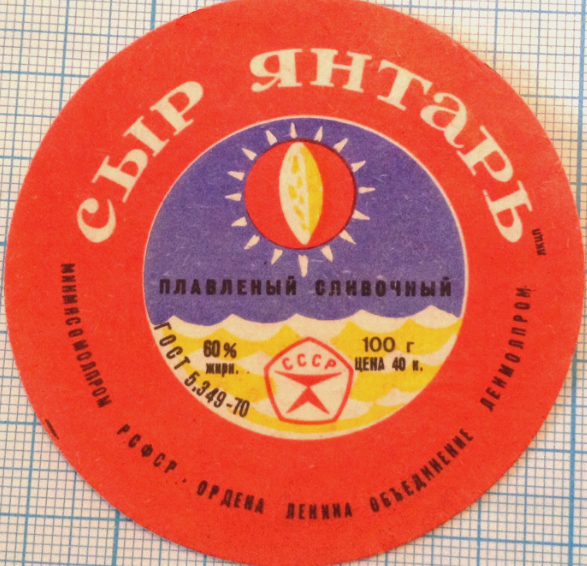 СЫР ЯНТАРЬ
ПЛАВЛЕНЫЙ СЛИВОЧНЫЙ
ГОСТ 5.349-70
60%
жирн.
СССР
100 г
ЦЕНА 40 к.
МИНМЯСОМОЛПРОМ РСФСР · ОРДЕНА ЛЕНИНА ОБЪЕДИНЕНИЕ ЛЕНМОЛПРОМ